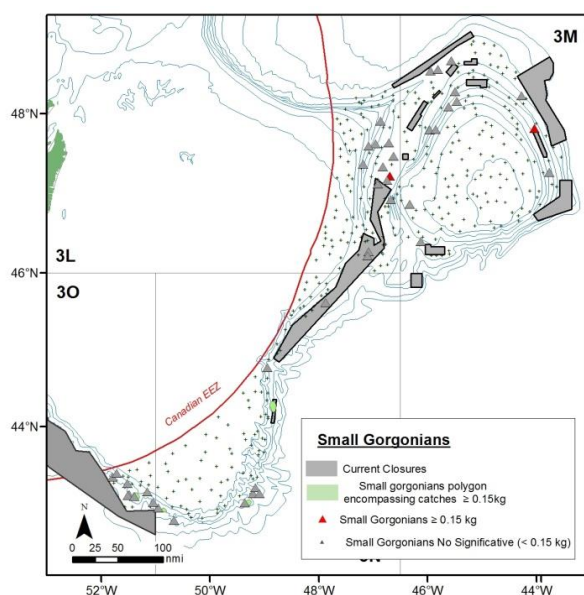 3M
48°N
3L
46°N
3O
Canadian EEZ
44°N
Small Gorgonians
Current Closures
Small gorgonians polygon
encompassing catches ≥ 0.15kg
Small Gorgonians ≥ 0.15 kg
Small Gorgonians No Significative (< 0.15 kg)
N
0 25 50 100
nmi
52°W 50°W 48°W 46°W 44°W